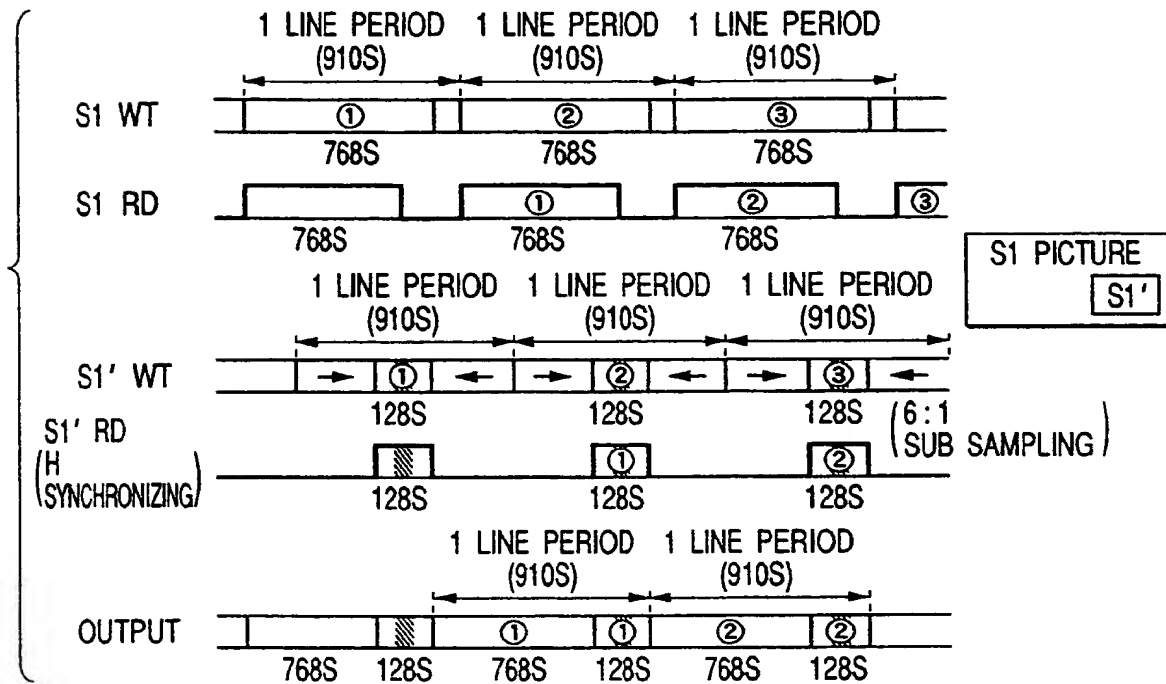 1 LINE PERIOD 1 LINE PERIOD 1 LINE PERIOD
(910S) (910S) (910S)
S1 WT ① ② ③
768S 768S 768S
S1 RD ① ② ③
768S 768S 768S
S1 PICTURE
S1'
1 LINE PERIOD 1 LINE PERIOD 1 LINE PERIOD
(910S) (910S) (910S)
S1' WT → ① ← → ② ← → ③ ←
128S 128S 128S
(6:1
SUB SAMPLING)
S1' RD
(H
SYNCHRONIZING)
① ②
128S 128S 128S
1 LINE PERIOD 1 LINE PERIOD
(910S) (910S)
OUTPUT ① ① ② ②
768S 128S 768S 128S 768S 128S